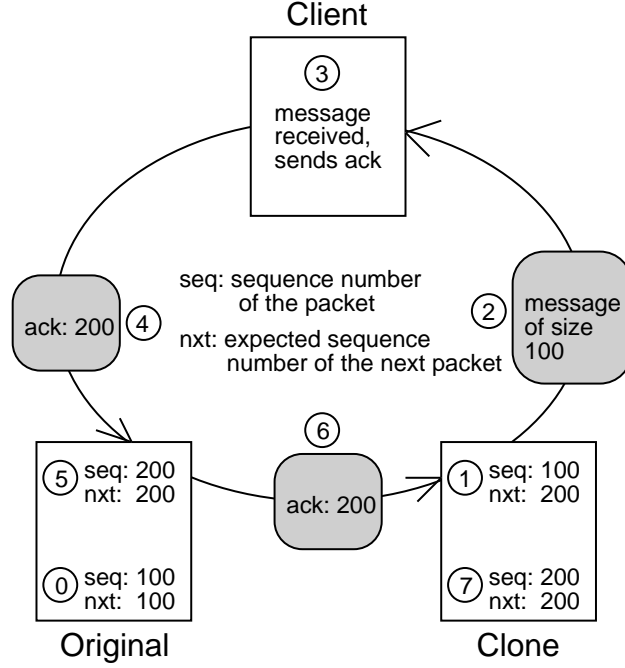 Client
3
message
received,
sends ack
seq: sequence number
of the packet
nxt: expected sequence
number of the next packet
ack: 200
4
2
message
of size
100
6
ack: 200
5
seq: 200
nxt: 200
0
seq: 100
nxt: 100
Original
1
seq: 100
nxt: 200
7
seq: 200
nxt: 200
Clone